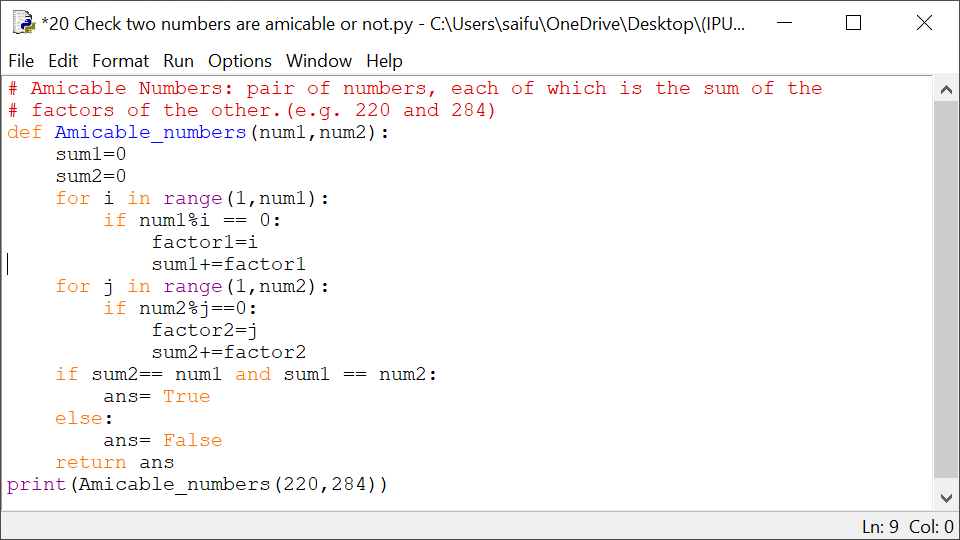 *20 Check two numbers are amicable or not.py - C:\Users\saifu\OneDrive\Desktop\(IPU...
File Edit Format Run Options Window Help
# Amicable Numbers: pair of numbers, each of which is the sum of the
# factors of the other.(e.g. 220 and 284)
def Amicable_numbers(num1,num2):
    sum1=0
    sum2=0
    for i in range(1,num1):
        if num1%i == 0:
            factor1=i
            sum1+=factor1
    for j in range(1,num2):
        if num2%j==0:
            factor2=j
            sum2+=factor2
    if sum2== num1 and sum1 == num2:
        ans= True
    else:
        ans= False
    return ans
print(Amicable_numbers(220,284))
Ln: 9 Col: 0